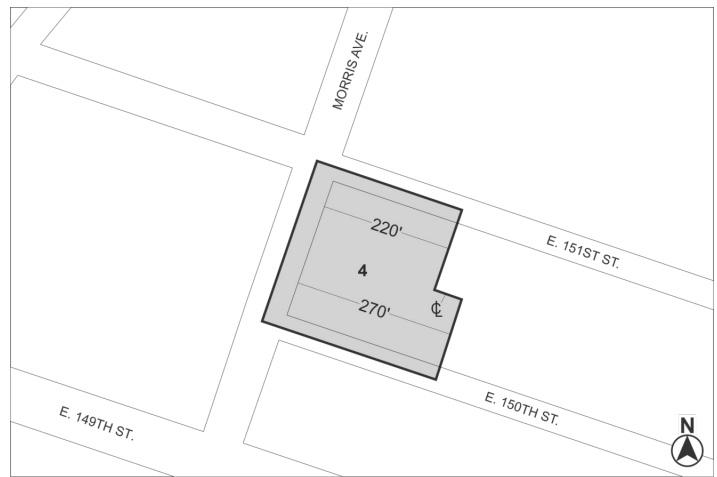 MORRIS AVE.
220'
E. 151ST ST.
4
270'
℄
E. 150TH ST.
E. 149TH ST.
N